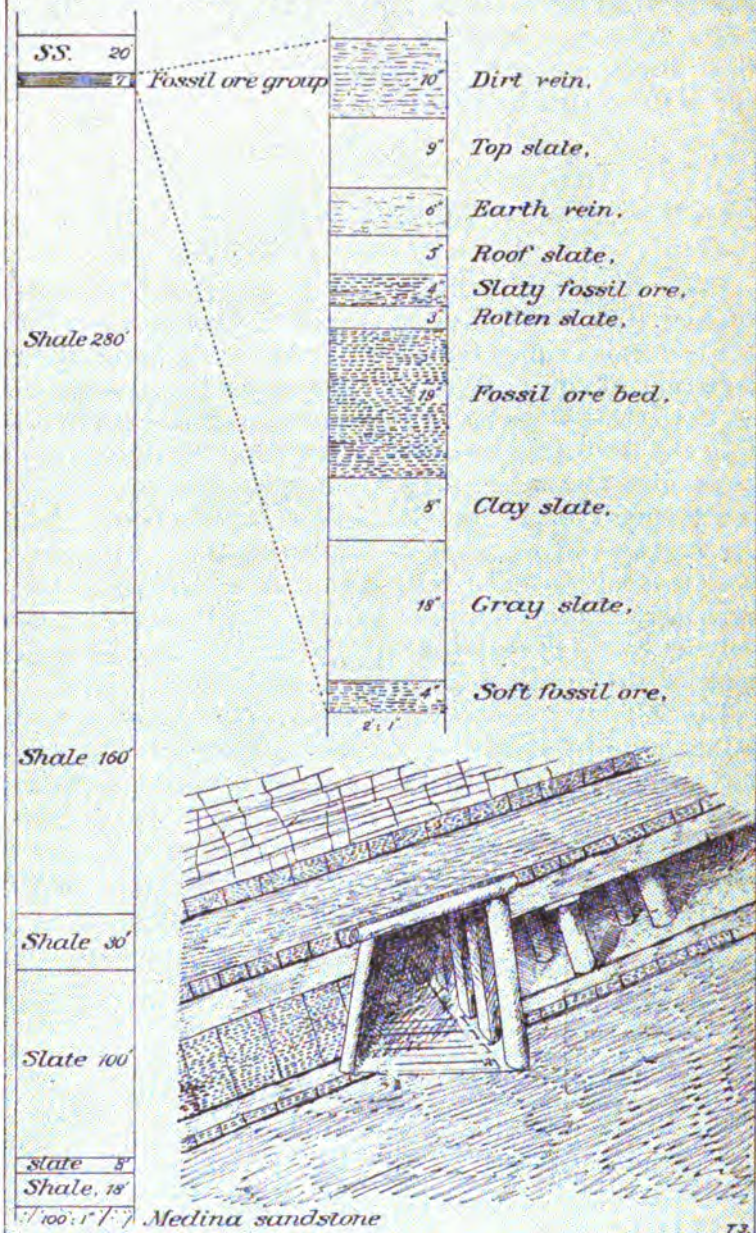 SS. 20'
7' Fossil ore group
Shale 280'
Shale 160'
Shale 30'
Slate 100'
slate 8'
Shale, 18'
100':1" Medina sandstone
10" Dirt vein,
9" Top slate,
6" Earth vein,
5" Roof slate,
4" Slaty fossil ore,
3" Rotten slate,
19" Fossil ore bed,
8" Clay slate,
18" Gray slate,
4" Soft fossil ore,
2':1"